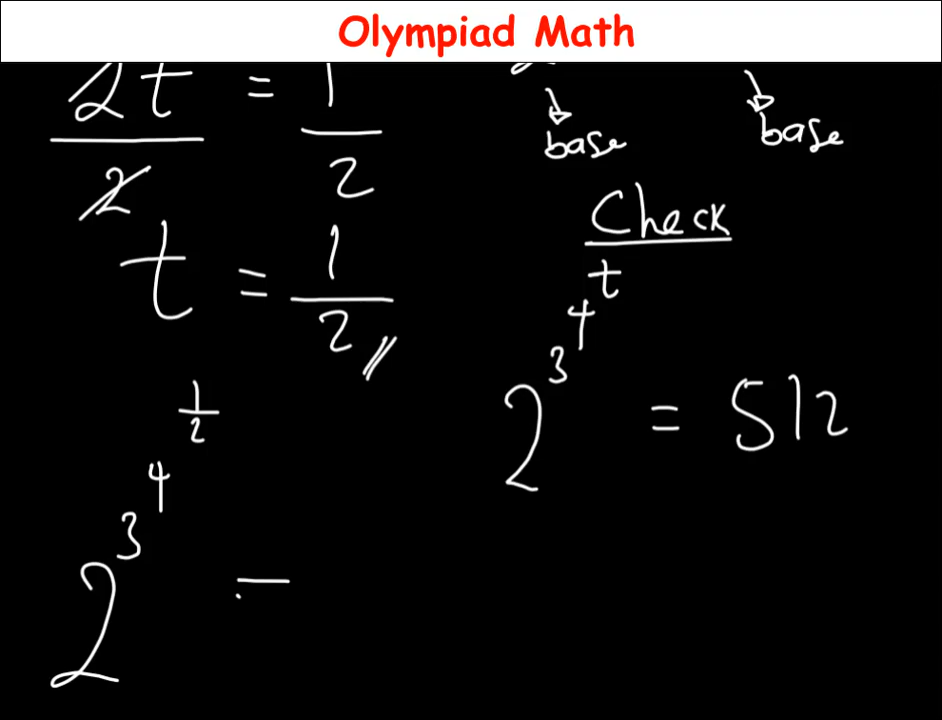 Olympiad Math
2t/2 = 1/2
base
base
t = 1/2
Check
2^3^4^t = 512
2^3^4^1/2 =